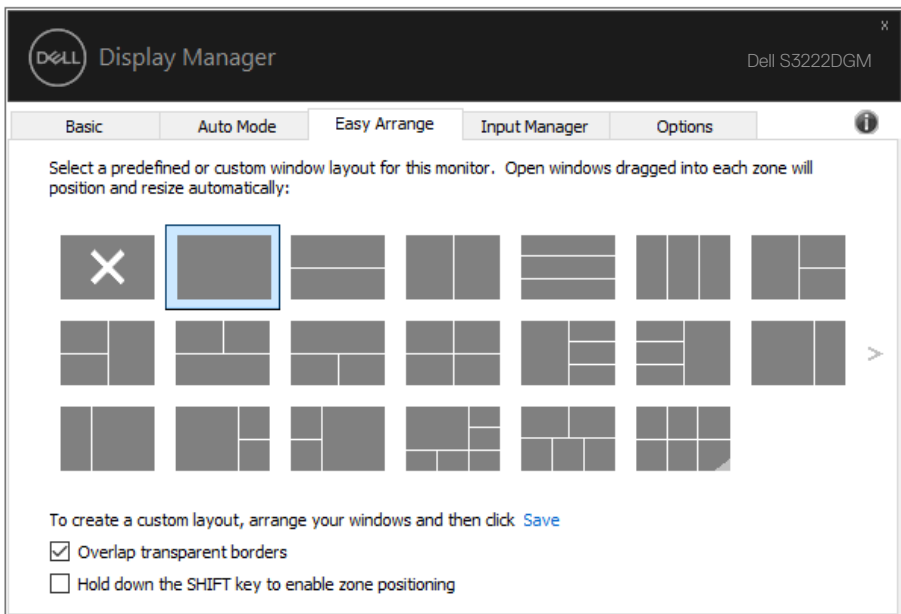 x
DELL Display Manager
Dell S3222DGM
Basic Auto Mode Easy Arrange Input Manager Options
Select a predefined or custom window layout for this monitor. Open windows dragged into each zone will
position and resize automatically:
>
To create a custom layout, arrange your windows and then click Save
Overlap transparent borders
Hold down the SHIFT key to enable zone positioning